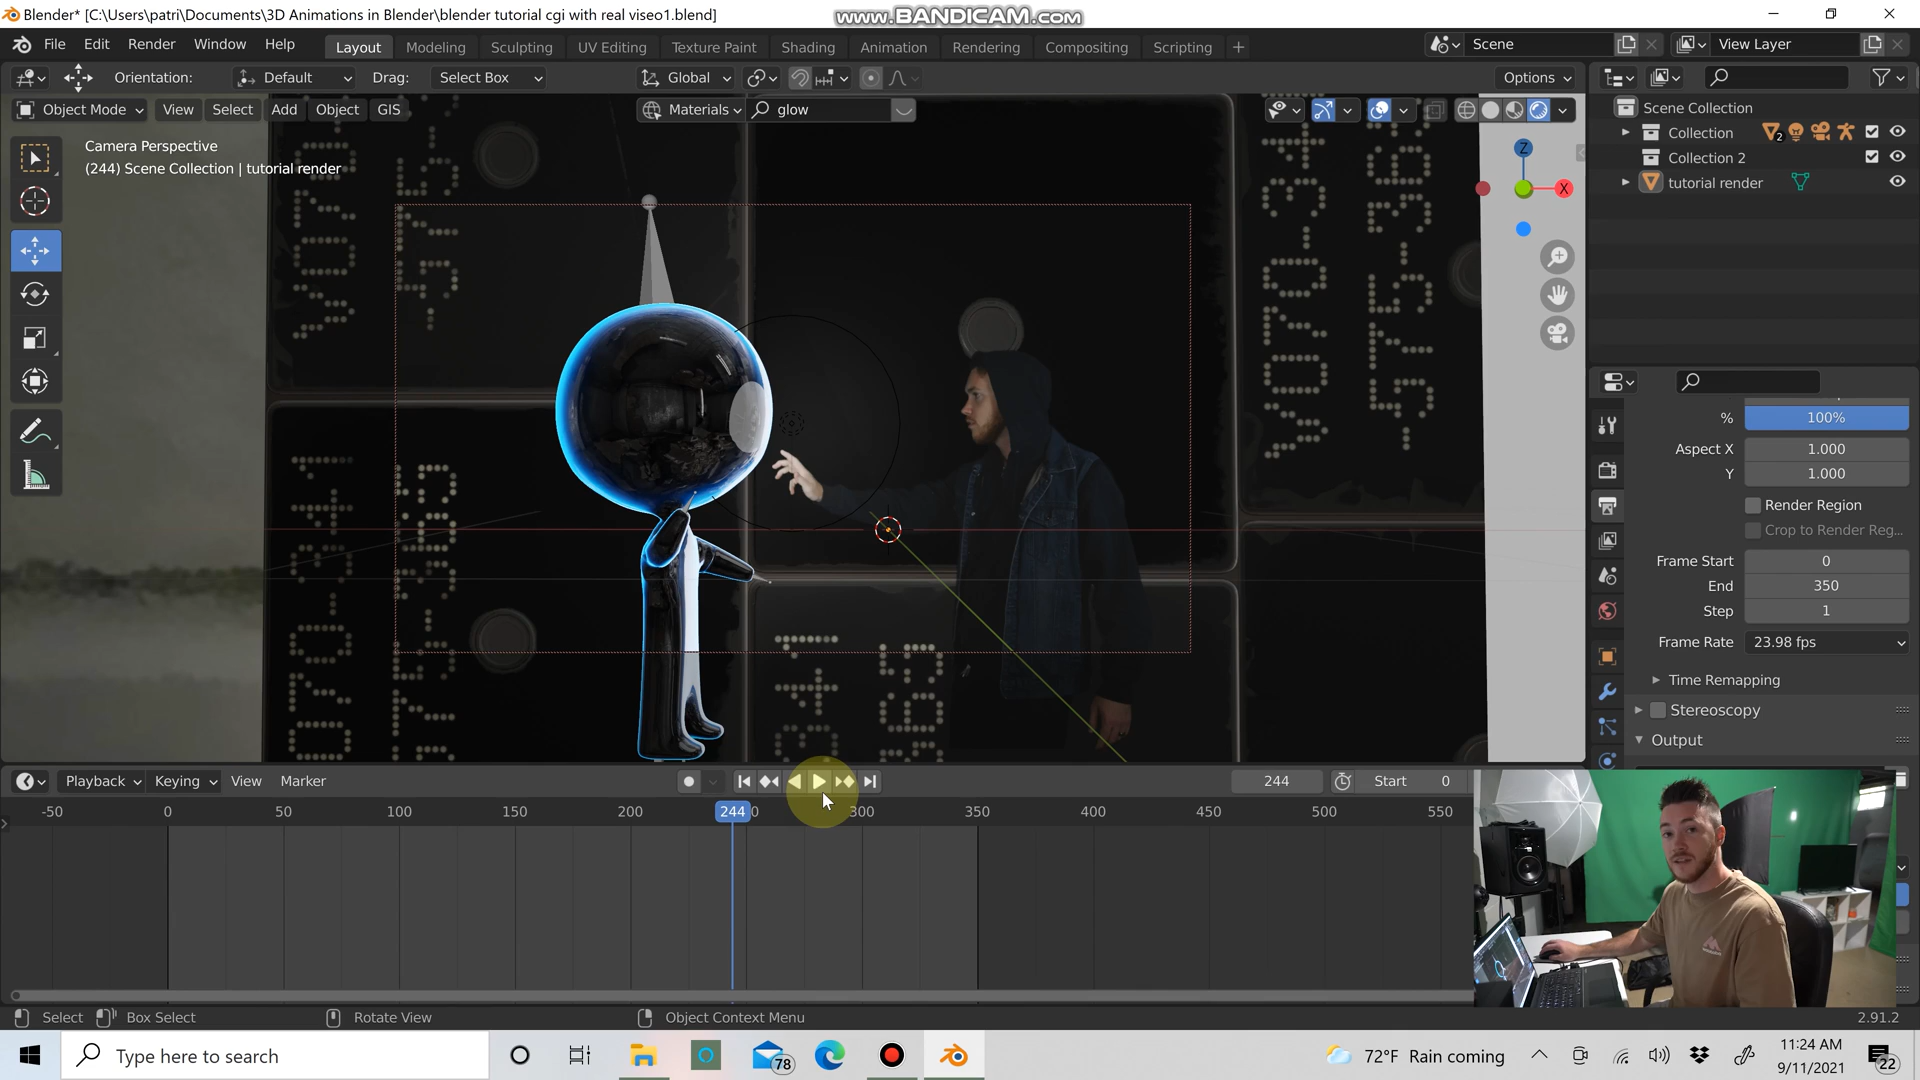 Blender* [C:\Users\patri\Documents\3D Animations in Blender\blender tutorial cgi with real viseo1.blend]
www.BANDICAM.com
File Edit Render Window Help
Layout Modeling Sculpting UV Editing Texture Paint Shading Animation Rendering Compositing Scripting +
Scene
View Layer
Orientation: Default Drag: Select Box
Global
Options
Object Mode View Select Add Object GIS
Materials glow
Camera Perspective
(244) Scene Collection | tutorial render
Z
X
Scene Collection
Collection 2
Collection 2
tutorial render
% 100%
Aspect X 1.000
Y 1.000
Render Region
Crop to Render Reg...
Frame Start 0
End 350
Step 1
Frame Rate 23.98 fps
Time Remapping
Stereoscopy
Output
Playback Keying View Marker
244
Start 0
-50 0 50 100 150 200 244 300 350 400 450 500 550
Select Box Select Rotate View Object Context Menu
2.91.2
Type here to search
78
72°F Rain coming
11:24 AM
9/11/2021
22